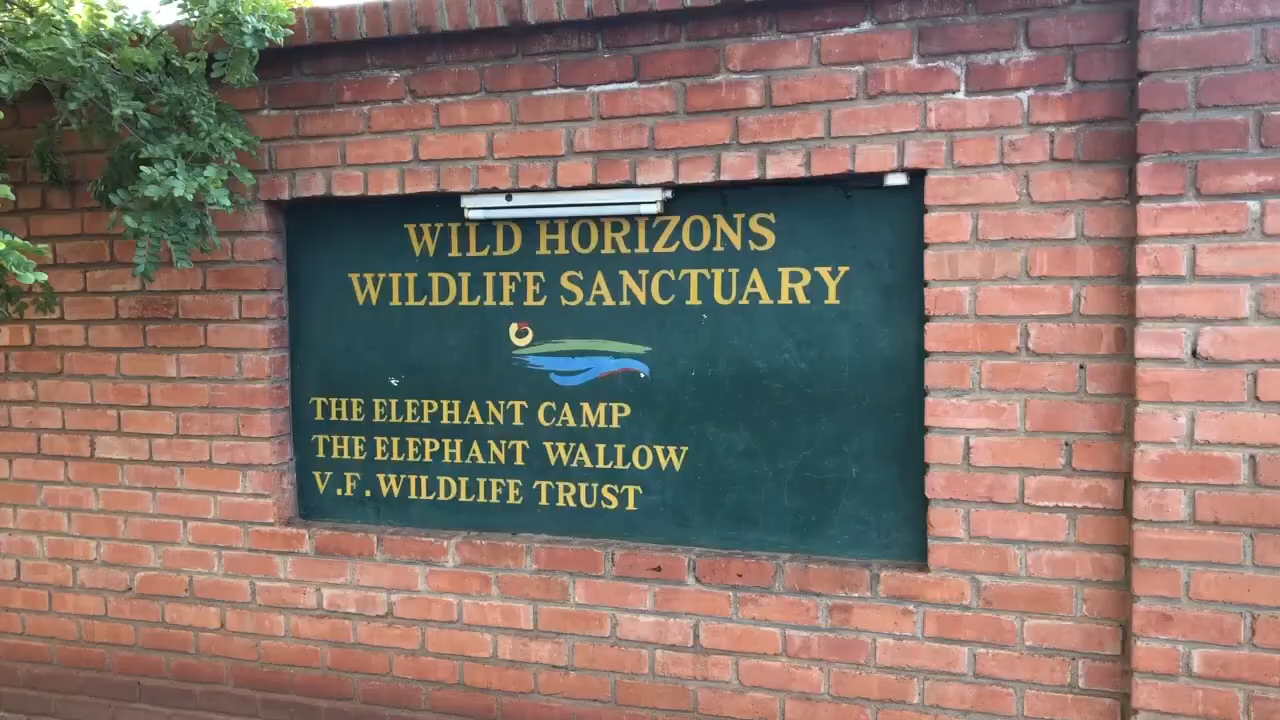 WILD HORIZONS
WILDLIFE SANCTUARY
THE ELEPHANT CAMP
THE ELEPHANT WALLOW
V.F. WILDLIFE TRUST